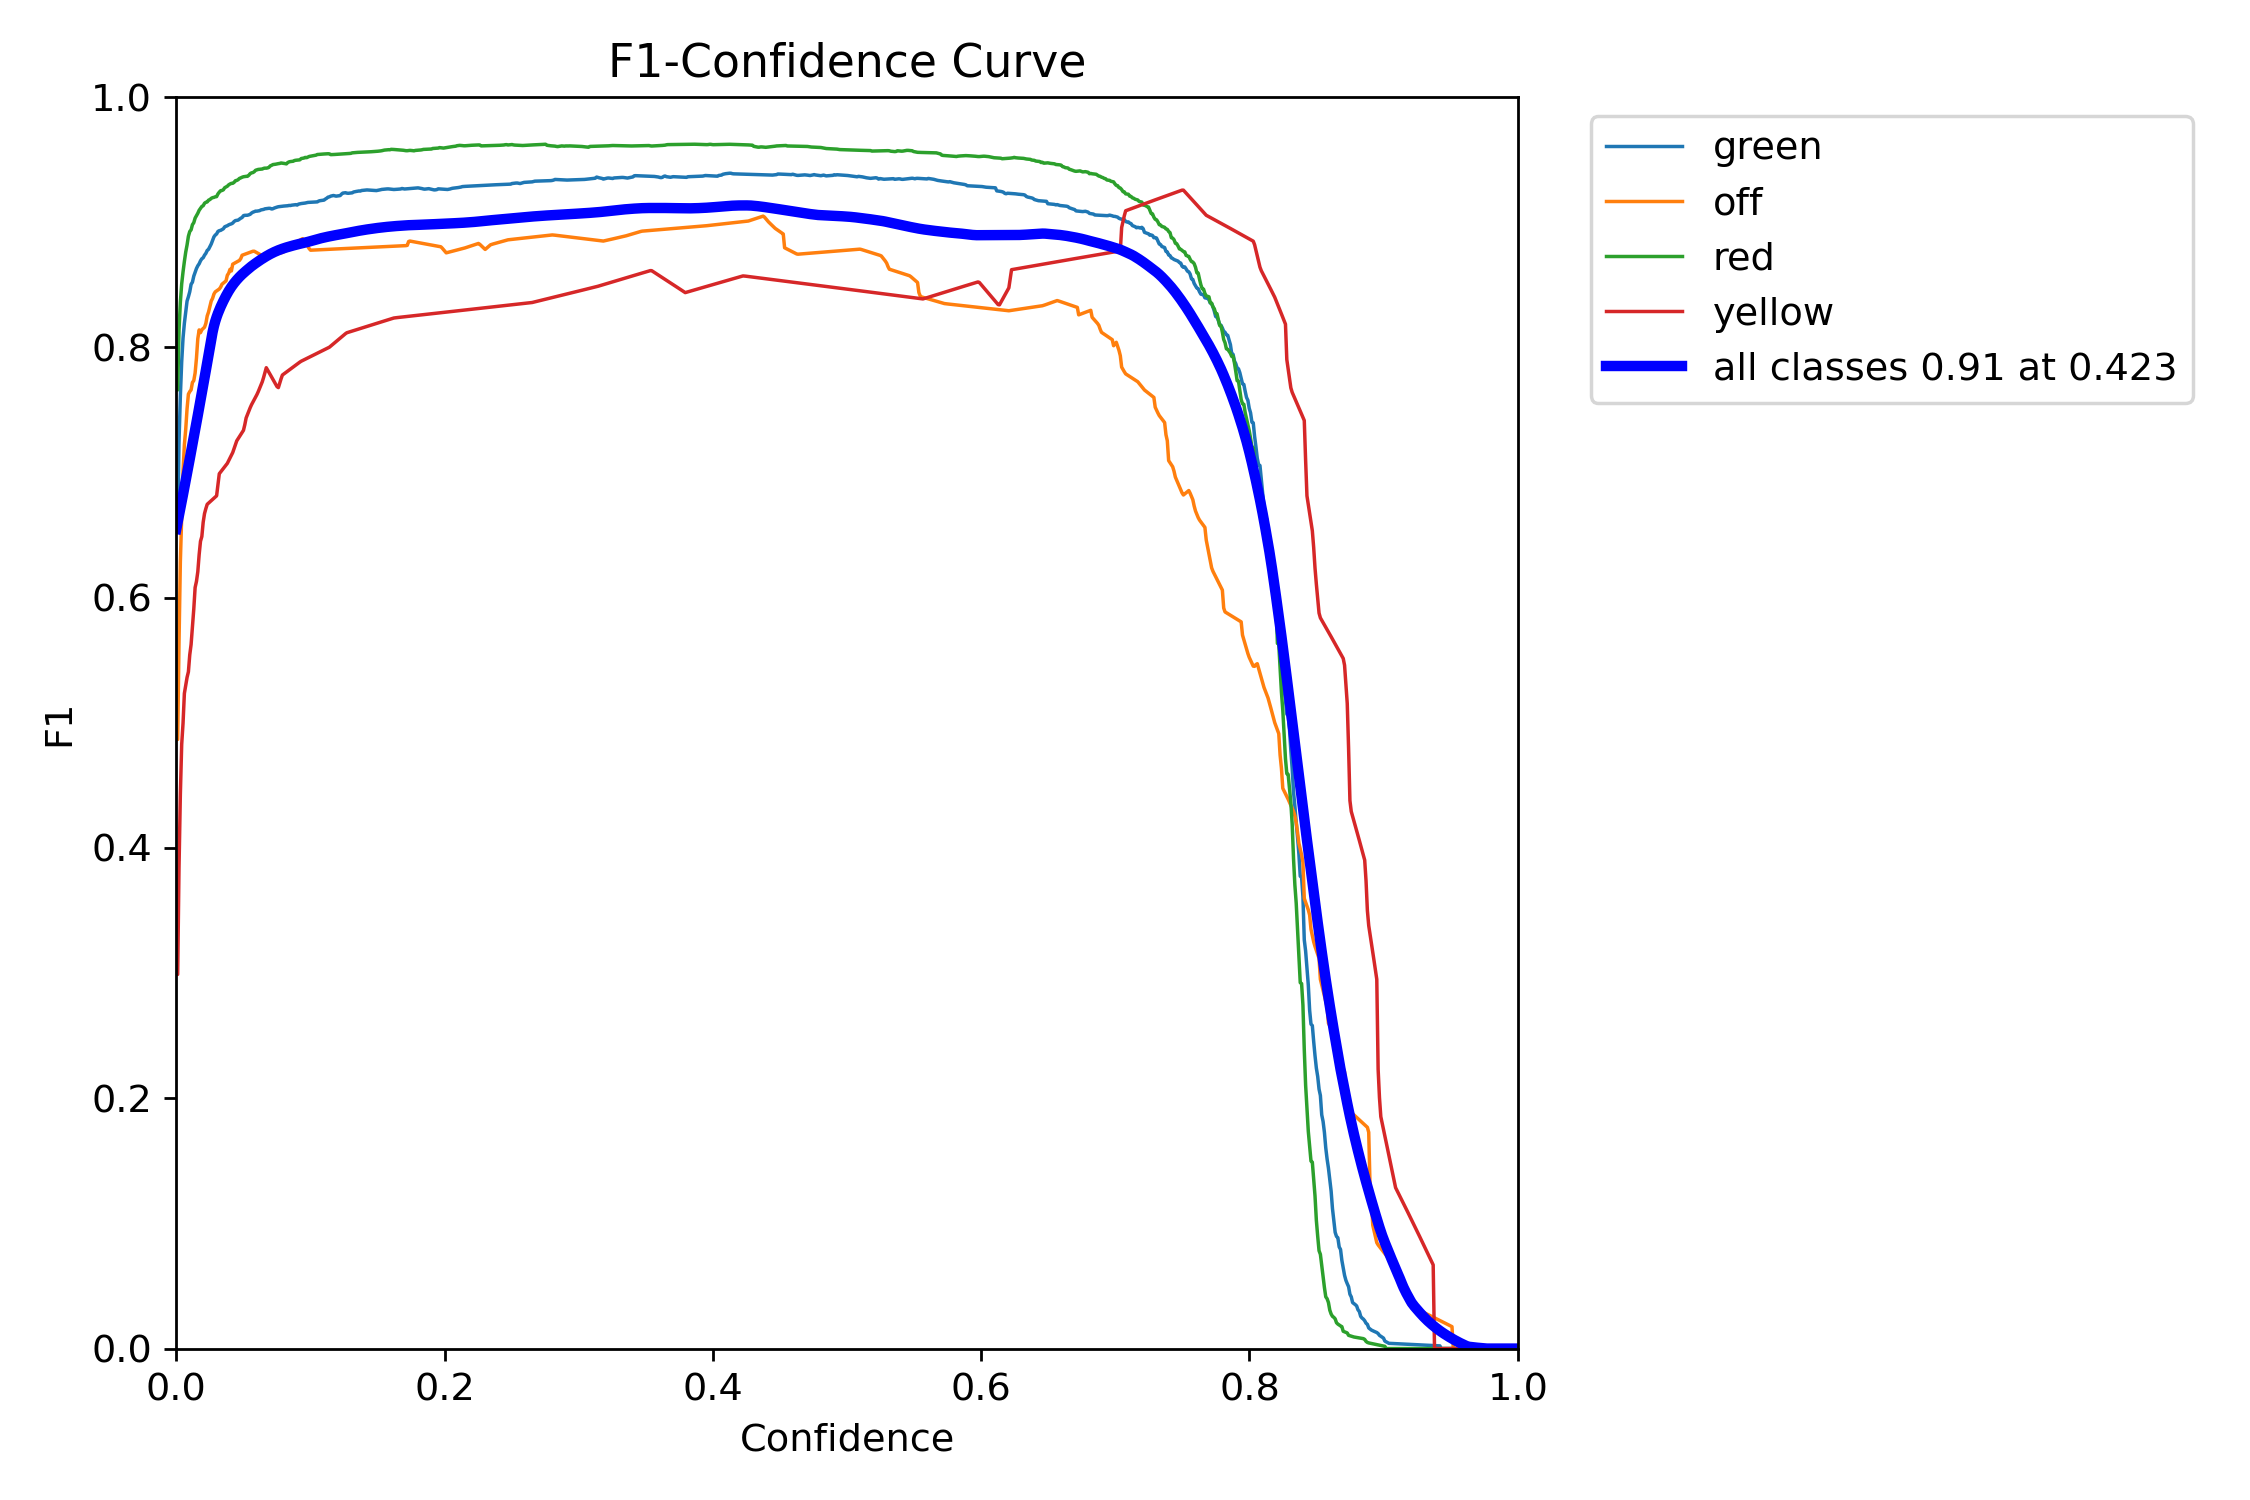 F1-Confidence Curve
1.0
0.8
0.6
0.4
0.2
0.0
F1
0.0 0.2 0.4 0.6 0.8 1.0
Confidence
green
off
red
yellow
all classes 0.91 at 0.423